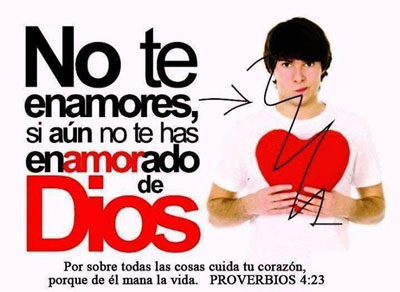 No te
enamores,
si aún no te has
enamorado
de
Dios
Por sobre todas las cosas cuida tu corazón,
porque de él mana la vida. PROVERBIOS 4:23